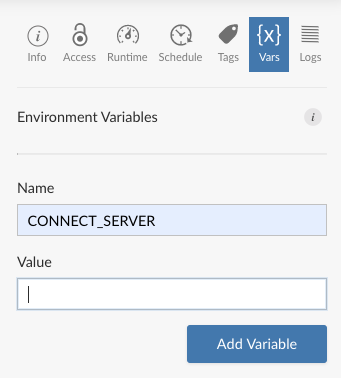 i
Info Access Runtime Schedule Tags {x} Vars Logs
Environment Variables i
Name
CONNECT_SERVER
Value
Add Variable